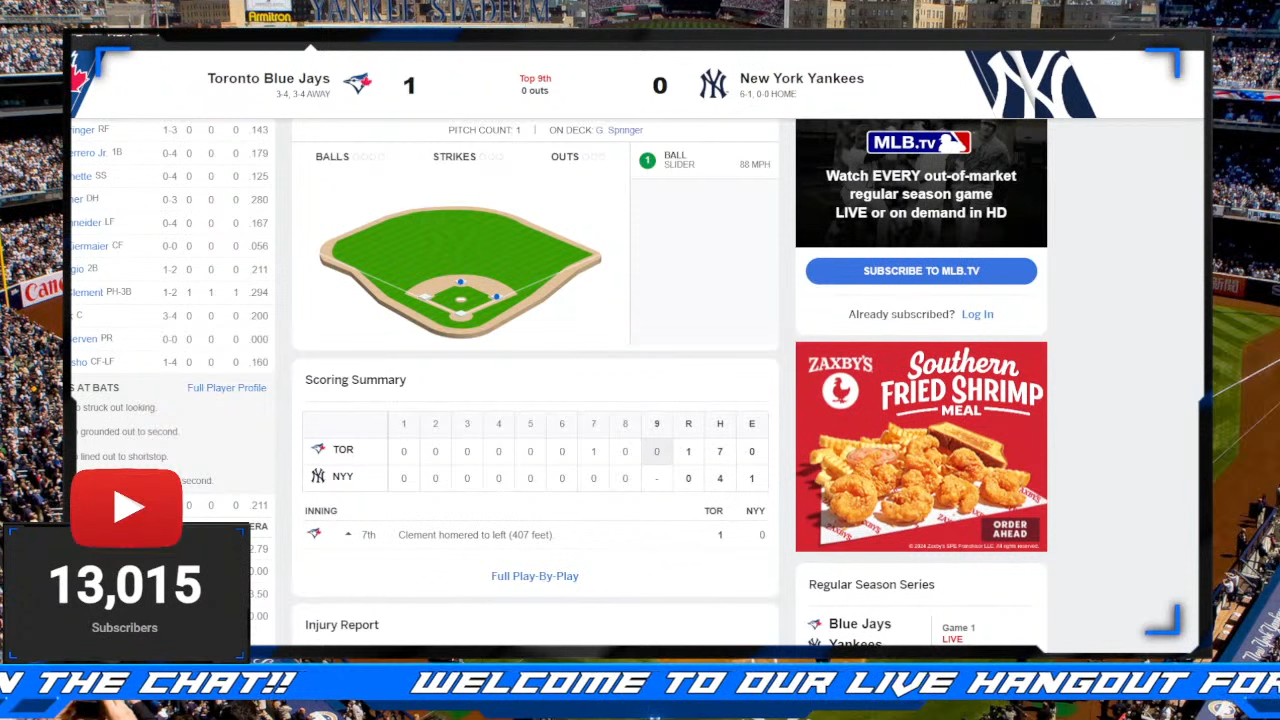 Armitron
YANKEE STADIUM
Toronto Blue Jays
3-4, 3-4 AWAY
1
Top 9th
0 outs
0
New York Yankees
6-1, 0-0 HOME
ringer RF 1-3 0 0 0 .143
errero Jr. 1B 0-4 0 0 0 .179
hette SS 0-4 0 0 0 .125
ner DH 0-3 0 0 0 .280
hneider LF 0-4 0 0 0 .167
Kiermaier CF 0-0 0 0 0 .056
gio 2B 1-2 0 0 0 .211
Clement PH-3B 1-2 1 1 1 .294
C 3-4 0 0 0 .200
erven PR 0-0 0 0 0 .000
sho CF-LF 1-4 0 0 0 .160
S AT BATS Full Player Profile
struck out looking.
grounded out to second.
lined out to shortstop.
second.
0 0 .211
ERA
2.79
0.00
3.50
0.00
PITCH COUNT: 1 | ON DECK: G. Springer
BALLS STRIKES OUTS
1 BALL
SLIDER
88 MPH
Scoring Summary
1 2 3 4 5 6 7 8 9 R H E
TOR 0 0 0 0 0 0 1 0 0 1 7 0
NYY 0 0 0 0 0 0 0 0 - 0 4 1
INNING TOR NYY
7th Clement homered to left (407 feet). 1 0
Full Play-By-Play
Injury Report
MLB.TV
Watch EVERY out-of-market
regular season game
LIVE or on demand in HD
SUBSCRIBE TO MLB.TV
Already subscribed? Log In
ZAXBY'S
Southern
FRIED SHRIMP
MEAL
ORDER
AHEAD
Regular Season Series
Blue Jays
Yankees
Game 1
LIVE
13,015
Subscribers
N THE CHAT!! WELCOME TO OUR LIVE HANGOUT FOR